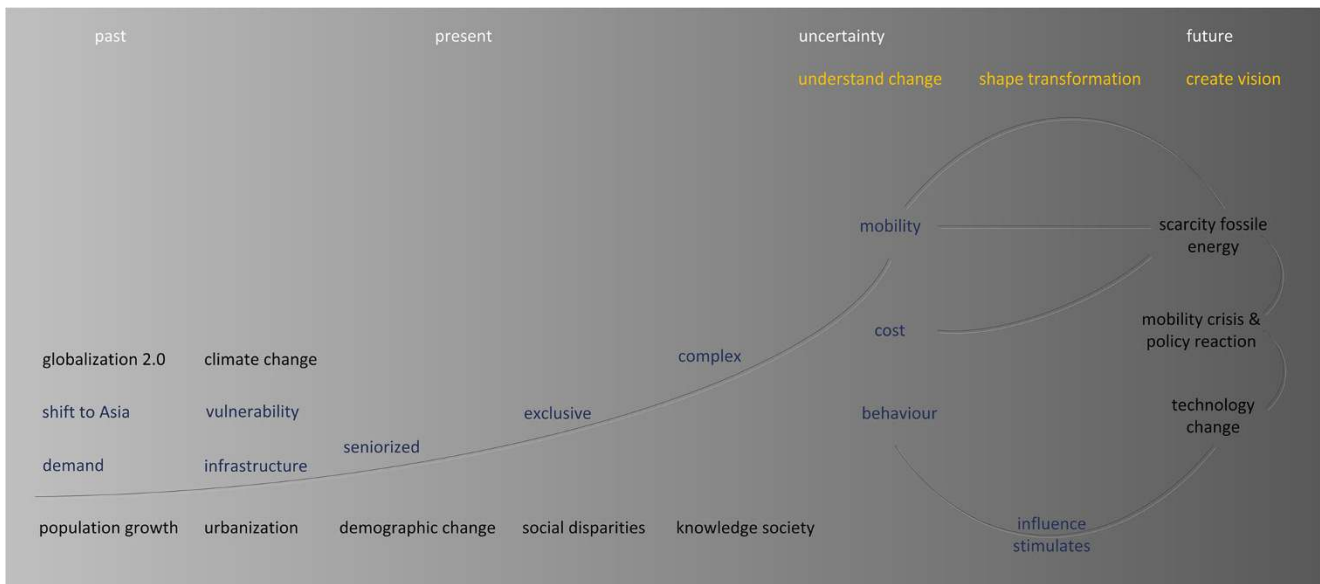 past present uncertainty future
understand change shape transformation create vision
mobility scarcity fossile
energy
cost mobility crisis &
policy reaction
globalization 2.0 climate change complex
shift to Asia vulnerability exclusive behaviour technology
change
seniorized
demand infrastructure
population growth urbanization demographic change social disparities knowledge society influence
stimulates